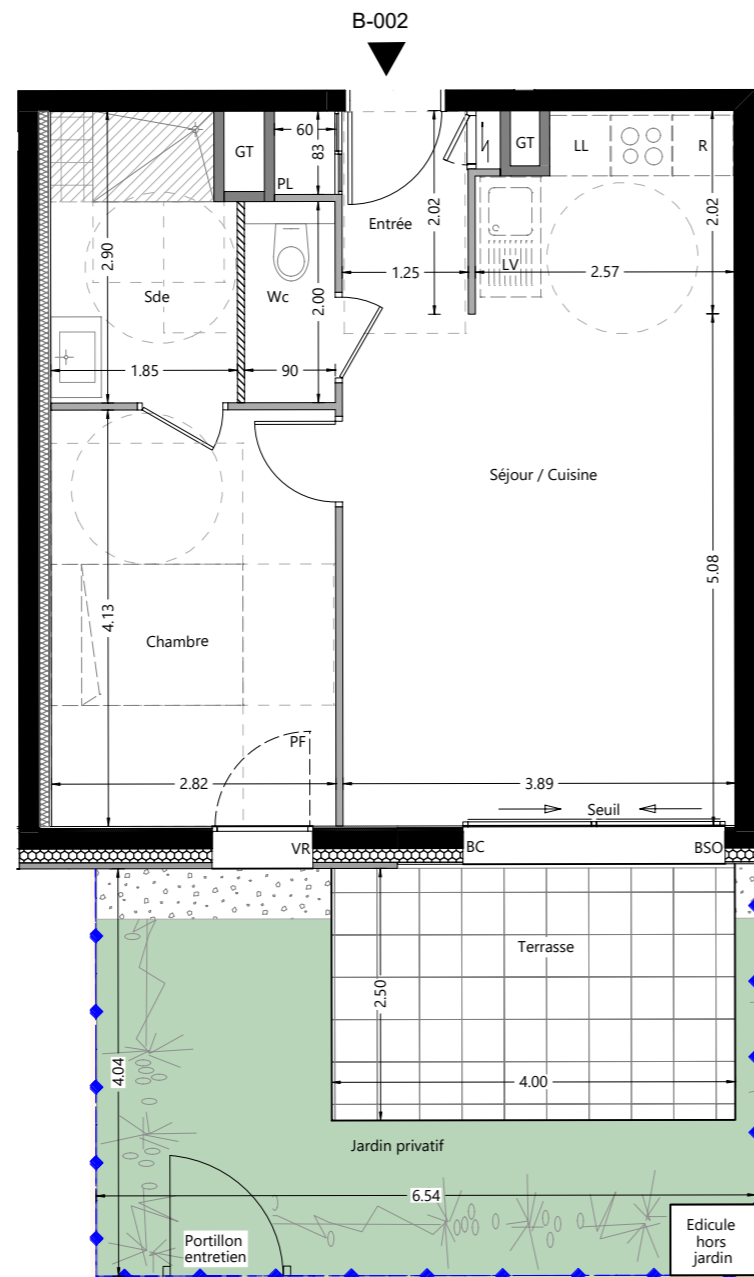 B-002
60
83
GT
PL
GT
LL
R
Entrée
2.02
2.02
2.90
Sde
Wc
2.00
1.25
LV
2.57
1.85
90
Séjour / Cuisine
4.13
5.08
Chambre
PF
2.82
3.89
Seuil
VR
BC
BSO
Terrasse
2.50
4.04
4.00
Jardin privatif
6.54
Portillon
entretien
Edicule
hors
jardin